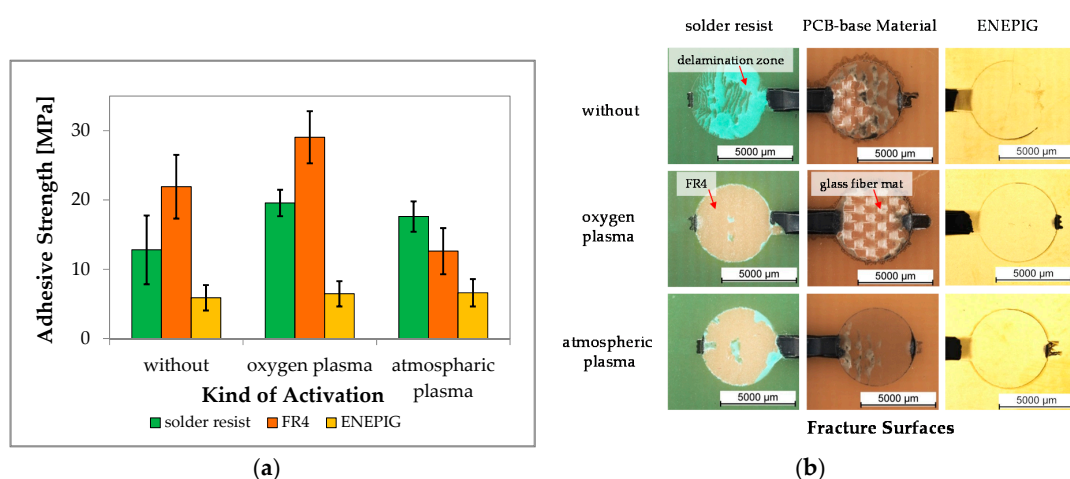 Adhesive Strength [MPa]
30
20
10
0
without
oxygen plasma
atmospharic
plasma
Kind of Activation
solder resist
FR4
ENEPIG
(a)
solder resist
PCB-base Material
ENEPIG
without
delamination zone
5000 µm
5000 µm
5000 µm
oxygen
plasma
FR4
glass fiber mat
5000 µm
5000 µm
5000 µm
atmospheric
plasma
5000 µm
5000 µm
5000 µm
Fracture Surfaces
(b)